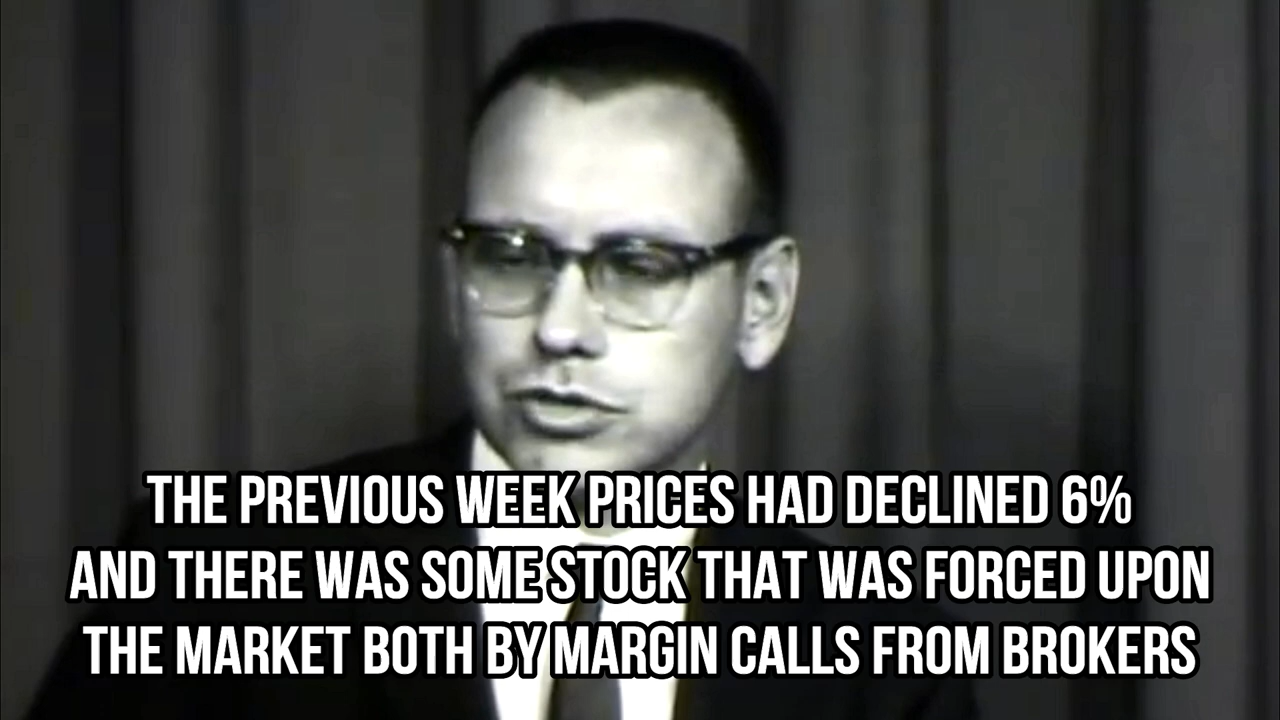 THE PREVIOUS WEEK PRICES HAD DECLINED 6%
AND THERE WAS SOME STOCK THAT WAS FORCED UPON
THE MARKET BOTH BY MARGIN CALLS FROM BROKERS